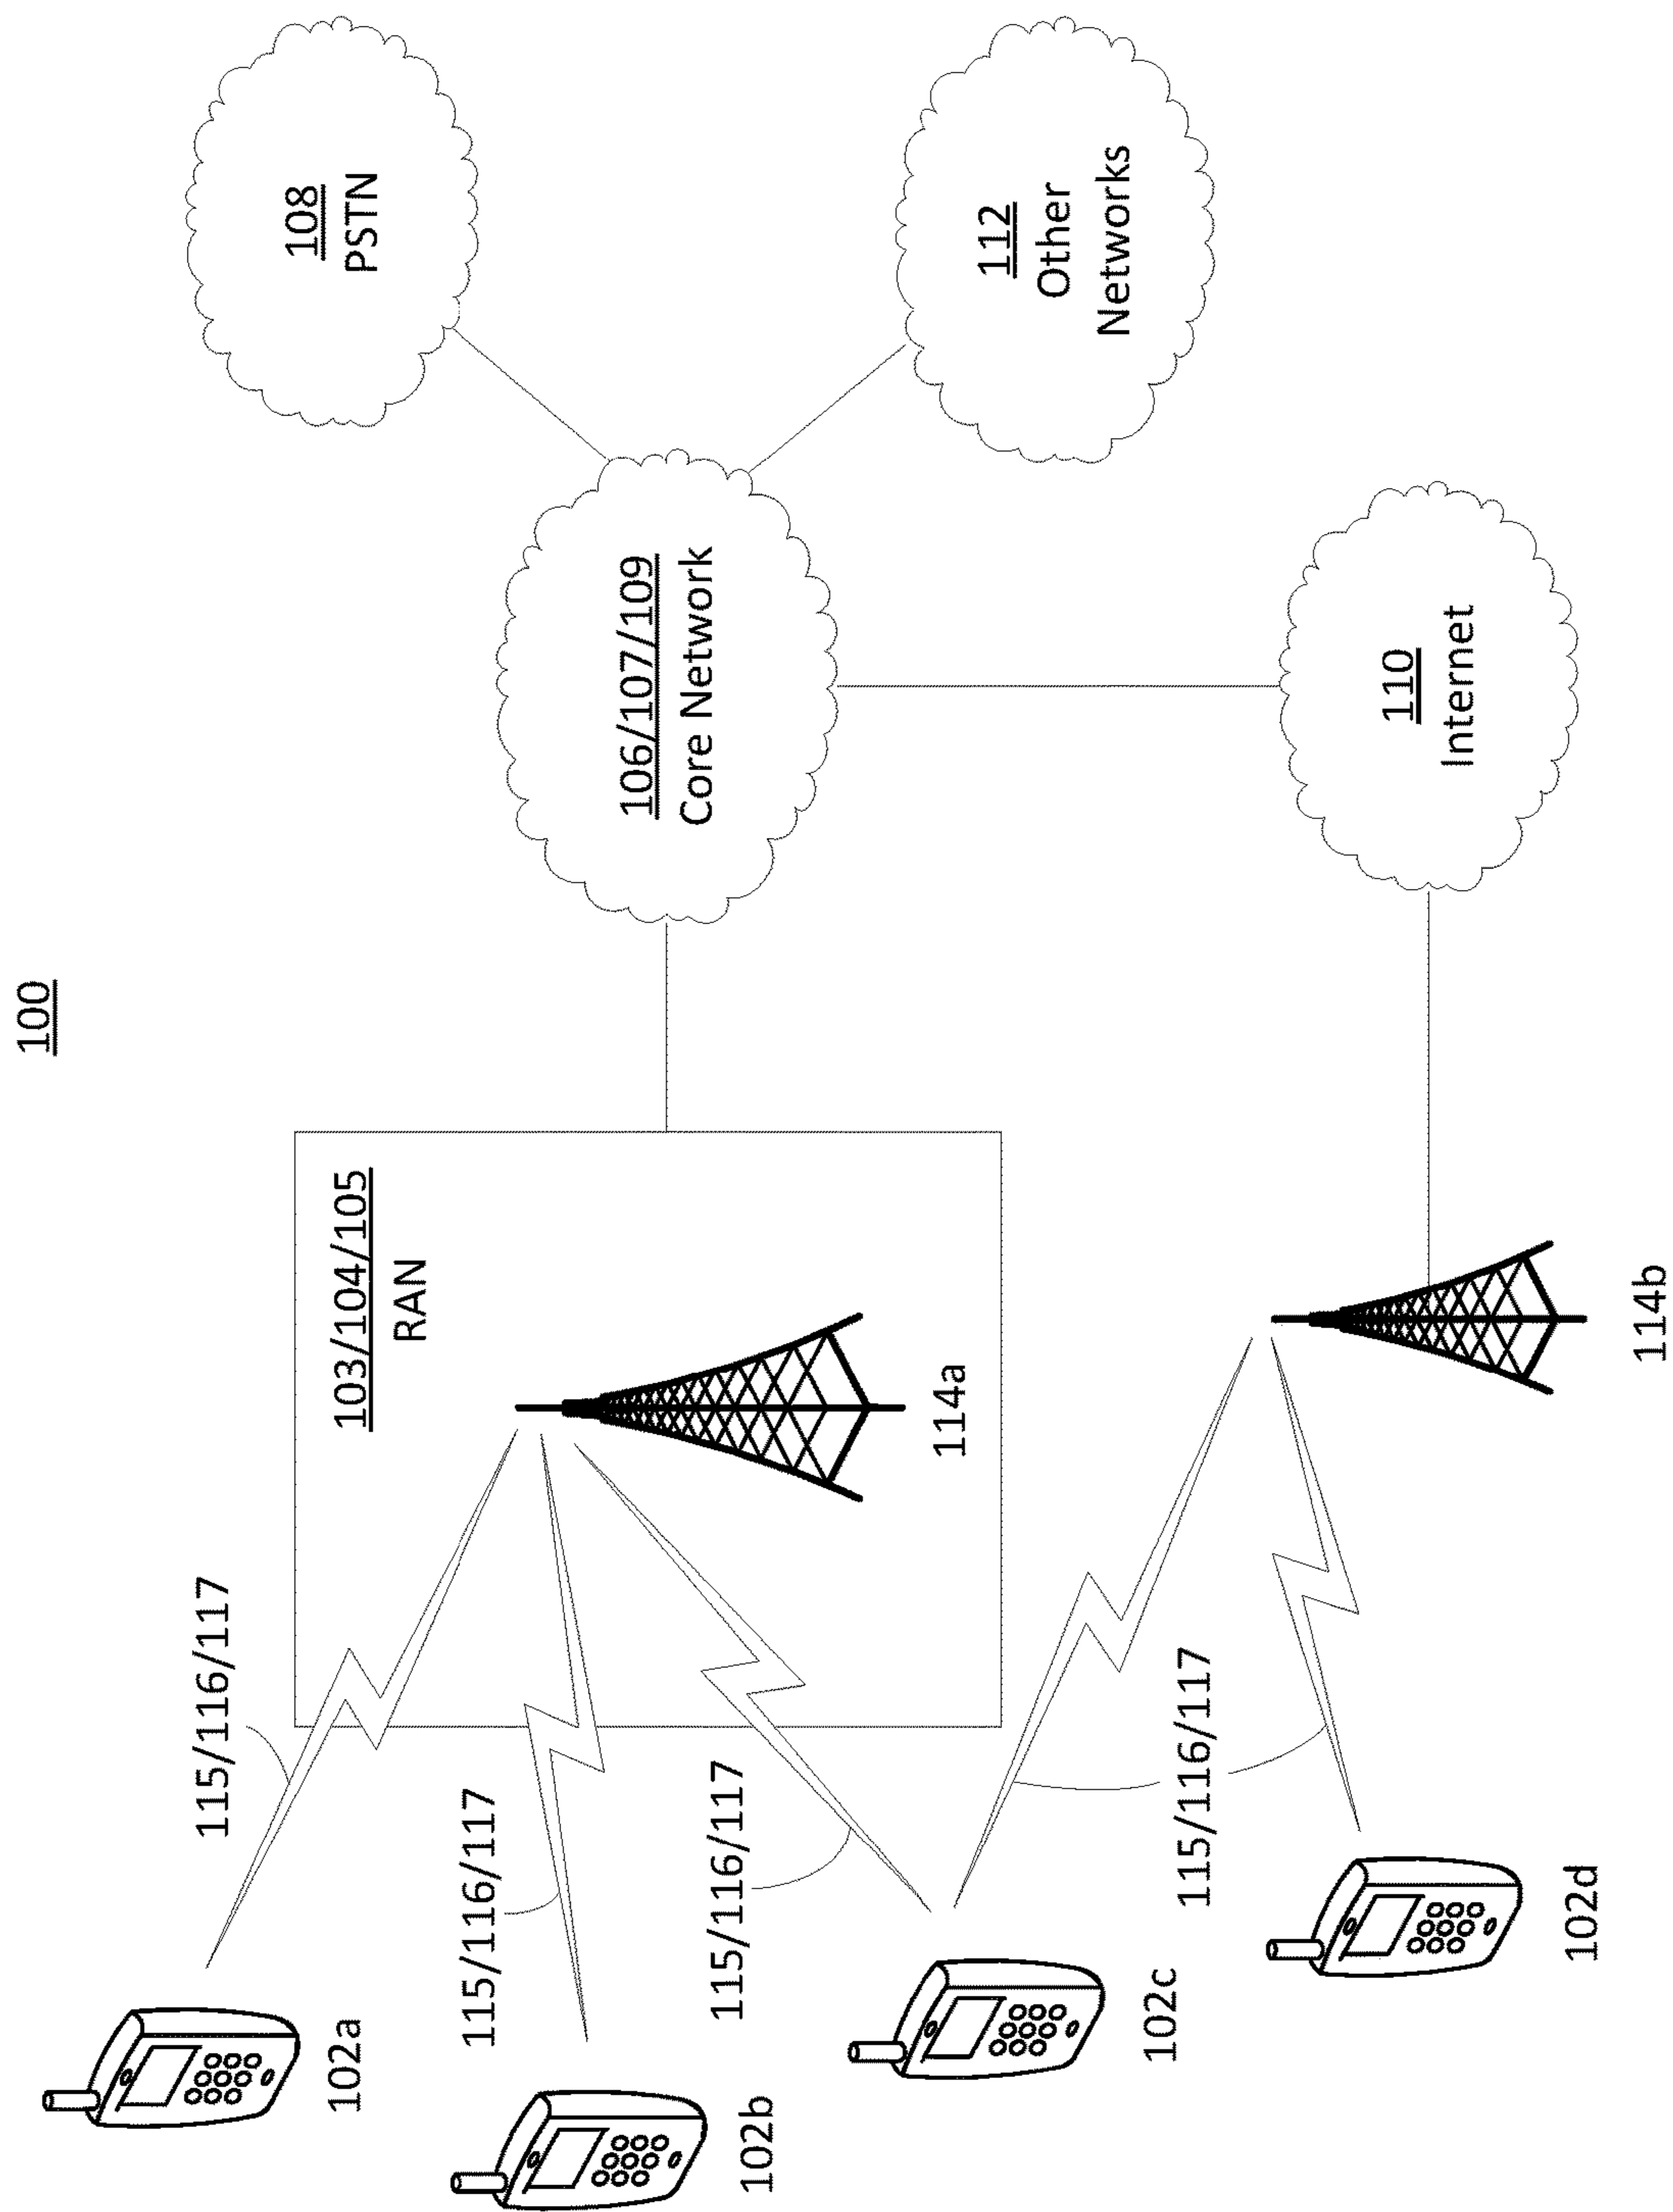 100
108
PSTN
106/107/109
Core Network
112
Other
Networks
103/104/105
RAN
110
Internet
114a
114b
115/116/117
115/116/117
115/116/117
115/116/117
102a
102b
102c
102d